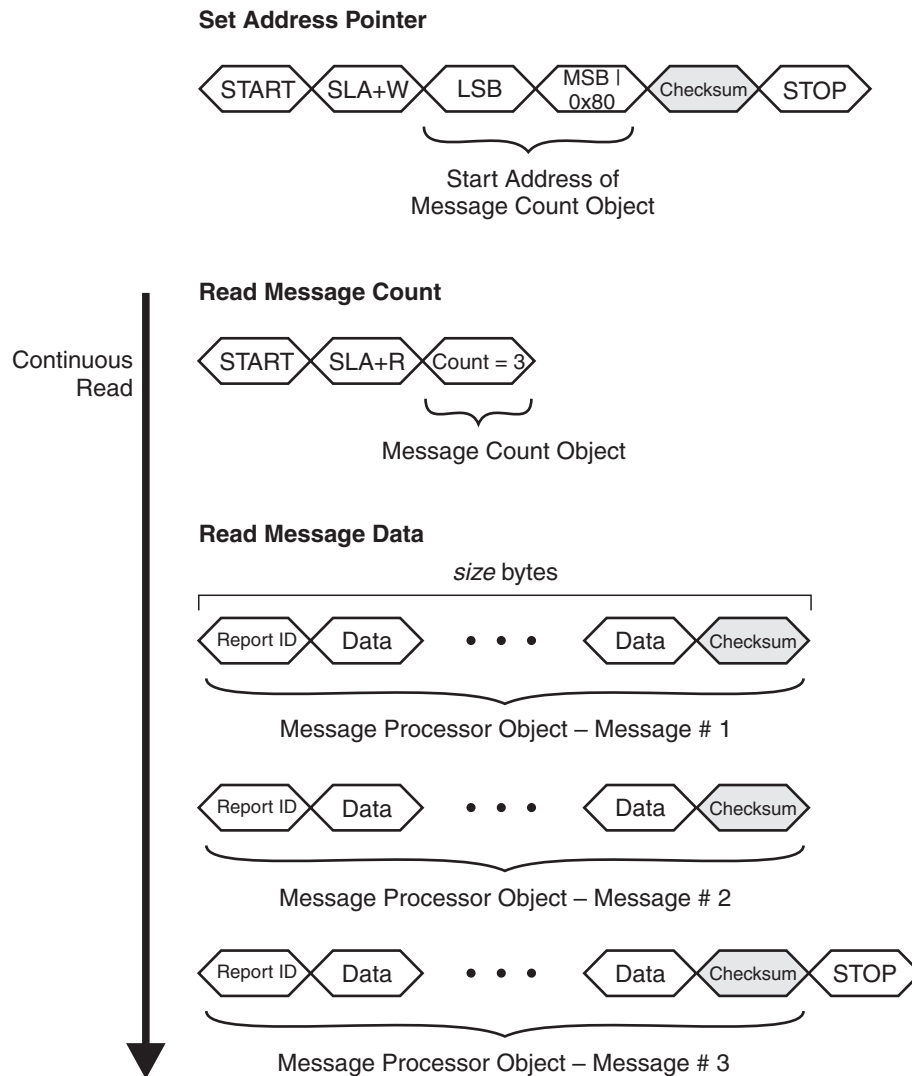 Set Address Pointer
START SLA+W LSB MSB | 0x80 Checksum STOP
Start Address of
Message Count Object
Read Message Count
Continuous
Read
START SLA+R Count = 3
Message Count Object
Read Message Data
size bytes
Report ID Data • • • Data Checksum
Message Processor Object – Message # 1
Report ID Data • • • Data Checksum
Message Processor Object – Message # 2
Report ID Data • • • Data Checksum STOP
Message Processor Object – Message # 3